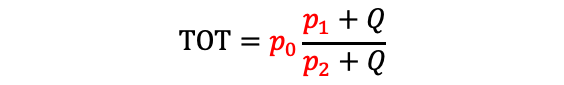 TOT = p₀ (p₁ + Q)/(p₂ + Q)